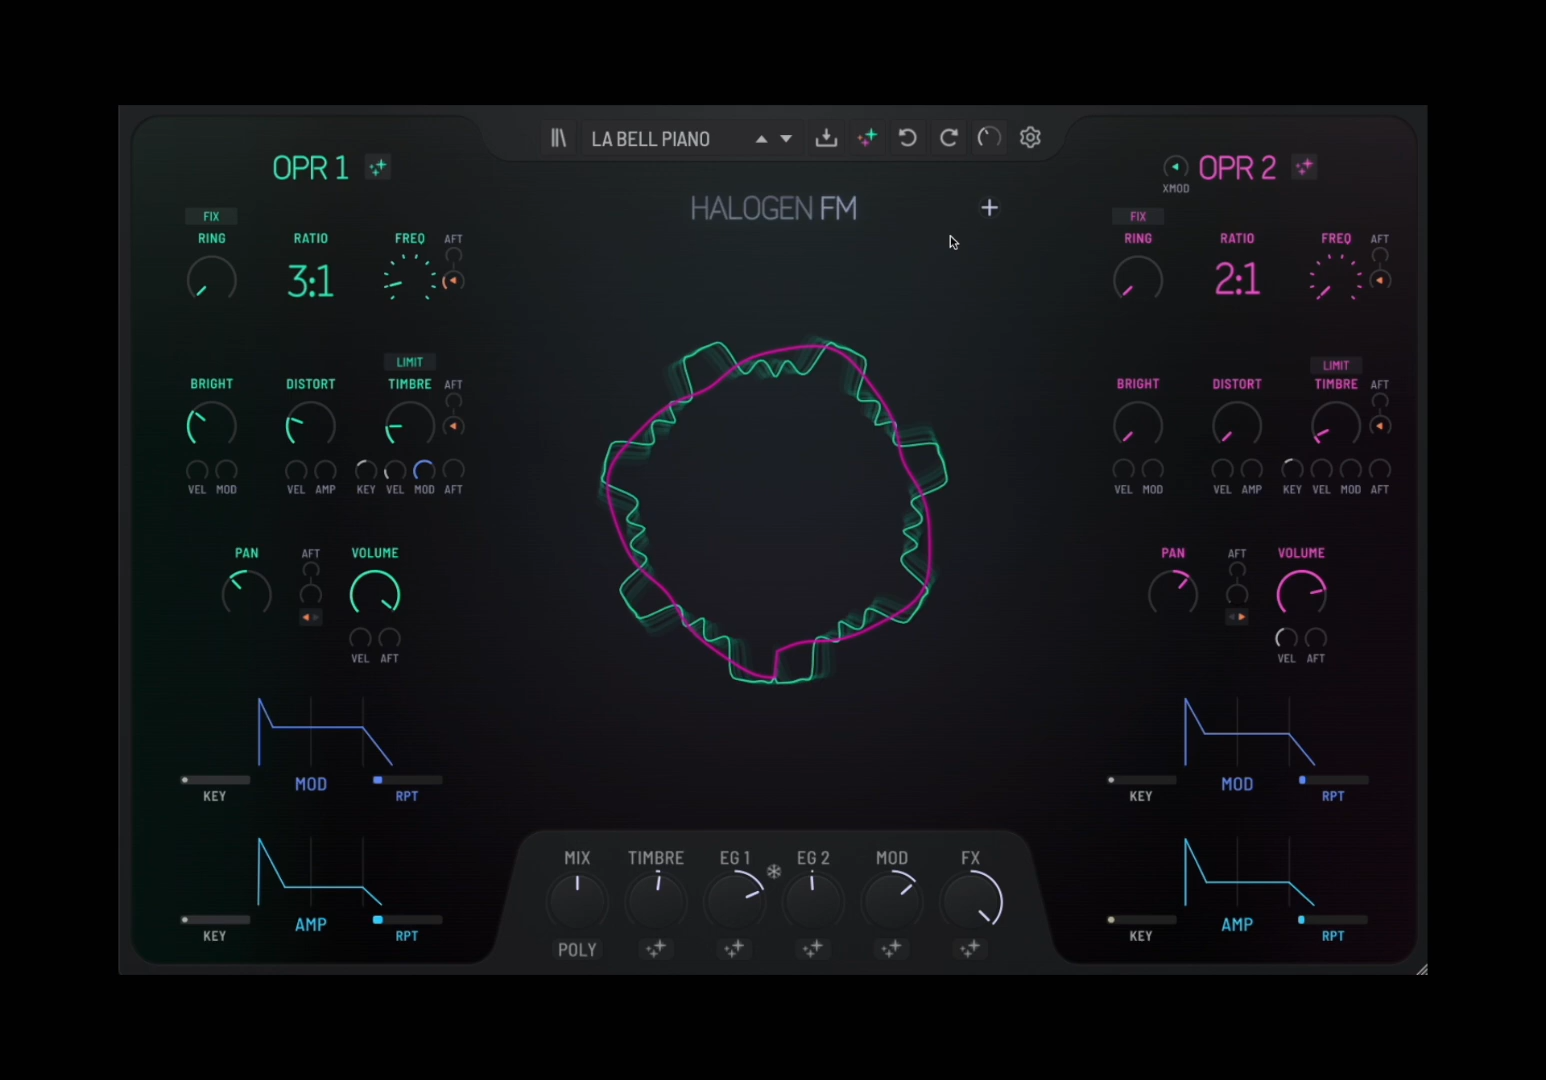 LA BELL PIANO
OPR 1
OPR 2
XMOD
HALOGEN FM
FIX
RING
RATIO
FREQ
AFT
3:1
LIMIT
BRIGHT
DISTORT
TIMBRE
AFT
VEL
MOD
VEL
AMP
KEY
VEL
MOD
AFT
PAN
AFT
VOLUME
VEL
AFT
KEY
MOD
RPT
KEY
AMP
RPT
MIX
TIMBRE
EG 1
EG 2
MOD
FX
POLY
FIX
RING
RATIO
FREQ
AFT
2:1
LIMIT
BRIGHT
DISTORT
TIMBRE
AFT
VEL
MOD
VEL
AMP
KEY
VEL
MOD
AFT
PAN
AFT
VOLUME
VEL
AFT
KEY
MOD
RPT
KEY
AMP
RPT